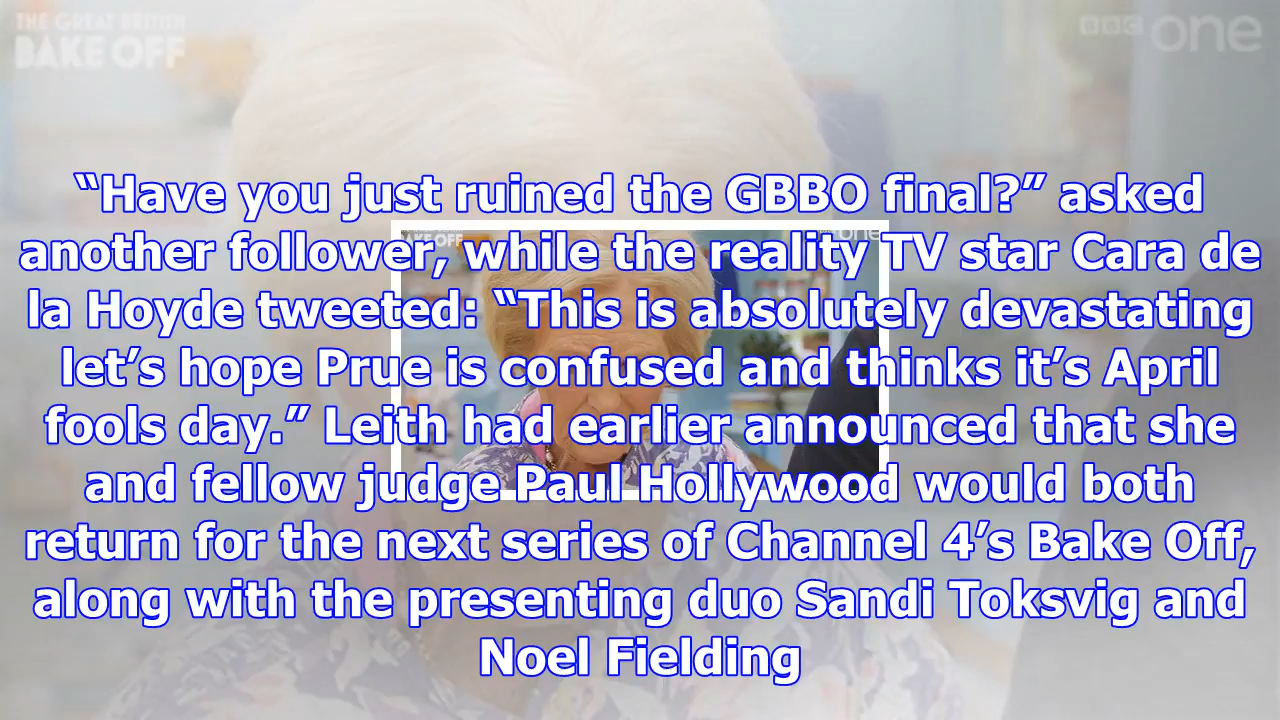 THE GREAT BRITISH
BAKE OFF
BBC one
“Have you just ruined the GBBO final?” asked
another follower, while the reality TV star Cara de
la Hoyde tweeted: “This is absolutely devastating
let’s hope Prue is confused and thinks it’s April
fools day.” Leith had earlier announced that she
and fellow judge Paul Hollywood would both
return for the next series of Channel 4’s Bake Off,
along with the presenting duo Sandi Toksvig and
Noel Fielding
BAKE OFF
one